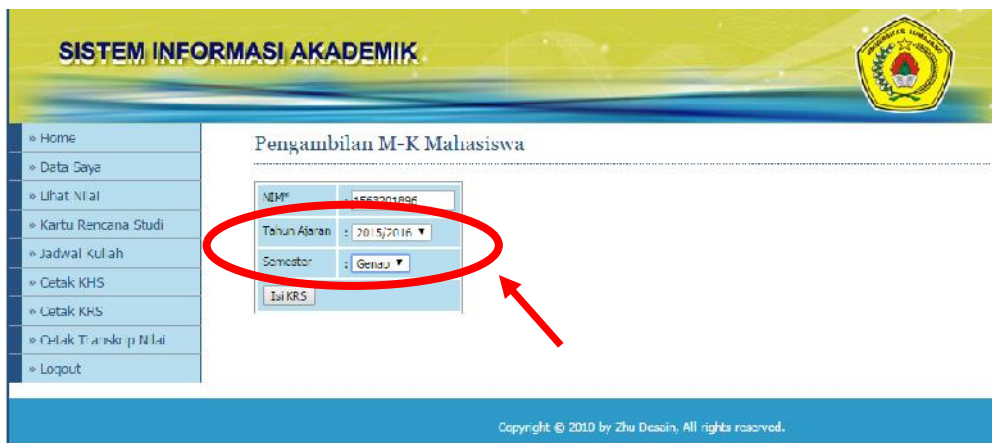 SISTEM INFORMASI AKADEMIK
» Home
» Data Saya
» Lihat Nilai
» Kartu Rencana Studi
» Jadwal Kuliah
» Cetak KHS
» Cetak KRS
» Cetak Transkrip Nilai
» Logout
Pengambilan M-K Mahasiswa
NIM* : 1563201896
Tahun Ajaran : 2015/2016
Semester : Genap
Isi KRS
Copyright © 2010 by Zhu Desain, All rights reserved.